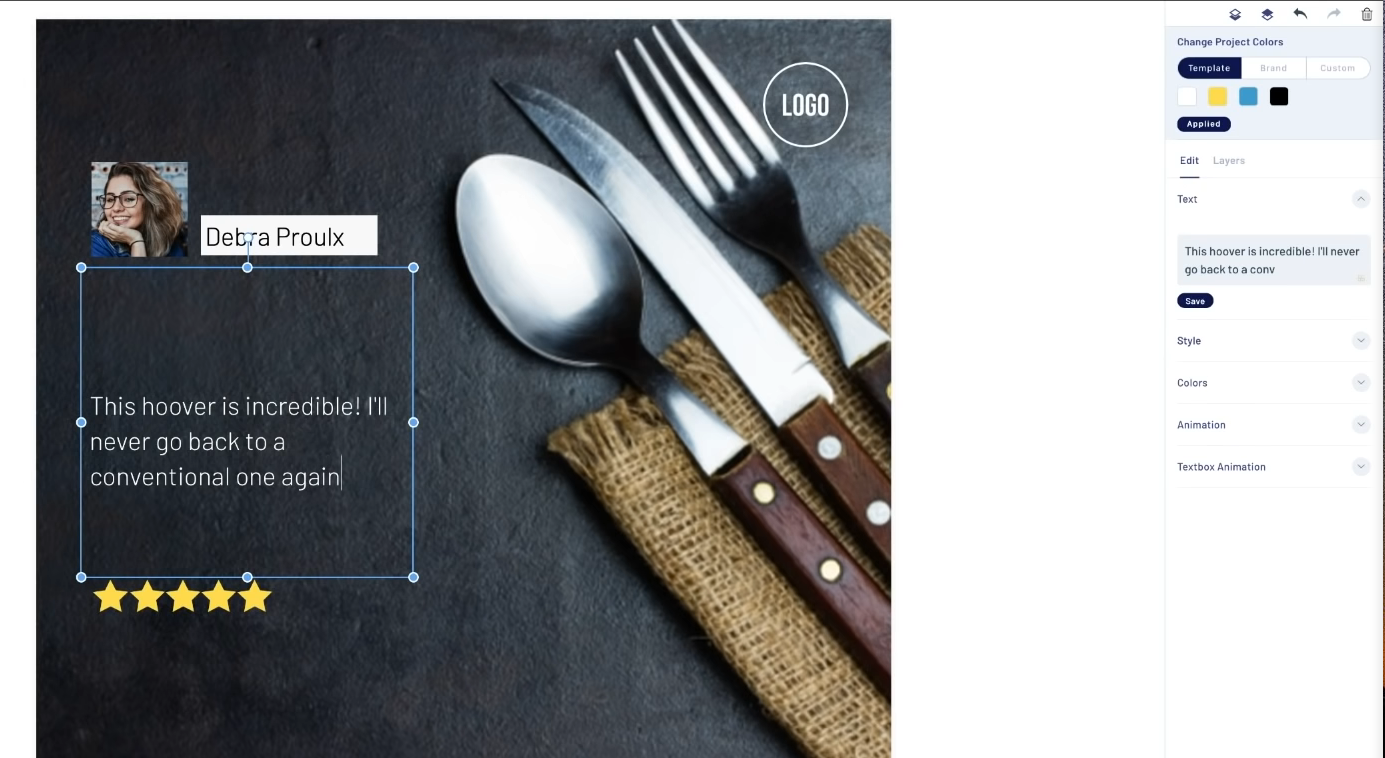 LOGO
Debra Proulx
This hoover is incredible! I'll
never go back to a
conventional one again
Change Project Colors
Template Brand Custom
Applied
Edit Layers
Text
This hoover is incredible! I'll never
go back to a conv
Save
Style
Colors
Animation
Textbox Animation